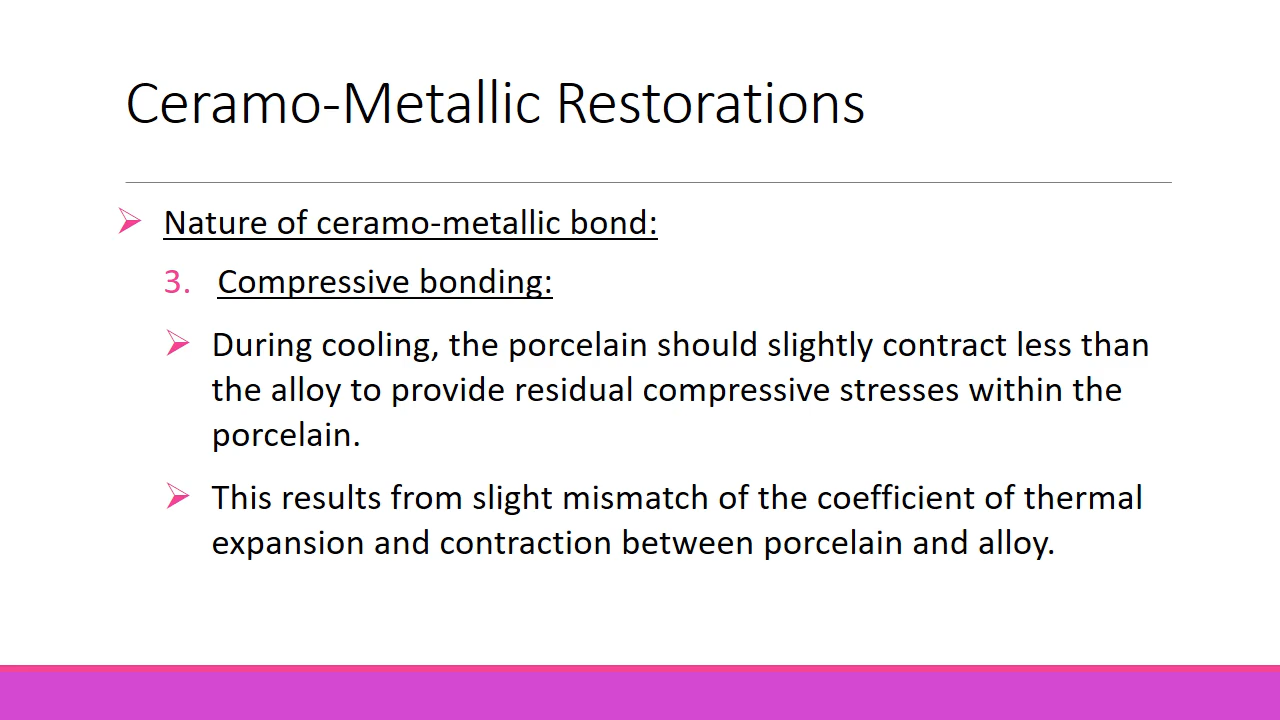 Ceramo-Metallic Restorations
Nature of ceramo-metallic bond:
3. Compressive bonding:
During cooling, the porcelain should slightly contract less than
the alloy to provide residual compressive stresses within the
porcelain.
This results from slight mismatch of the coefficient of thermal
expansion and contraction between porcelain and alloy.